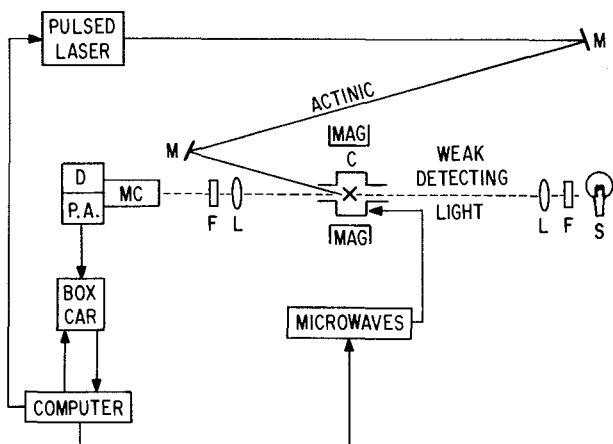 PULSED
LASER
M
ACTINIC
M
MAG
C
WEAK
DETECTING
LIGHT
D
P.A.
MC
F
L
MAG
L
F
S
BOX
CAR
MICROWAVES
COMPUTER